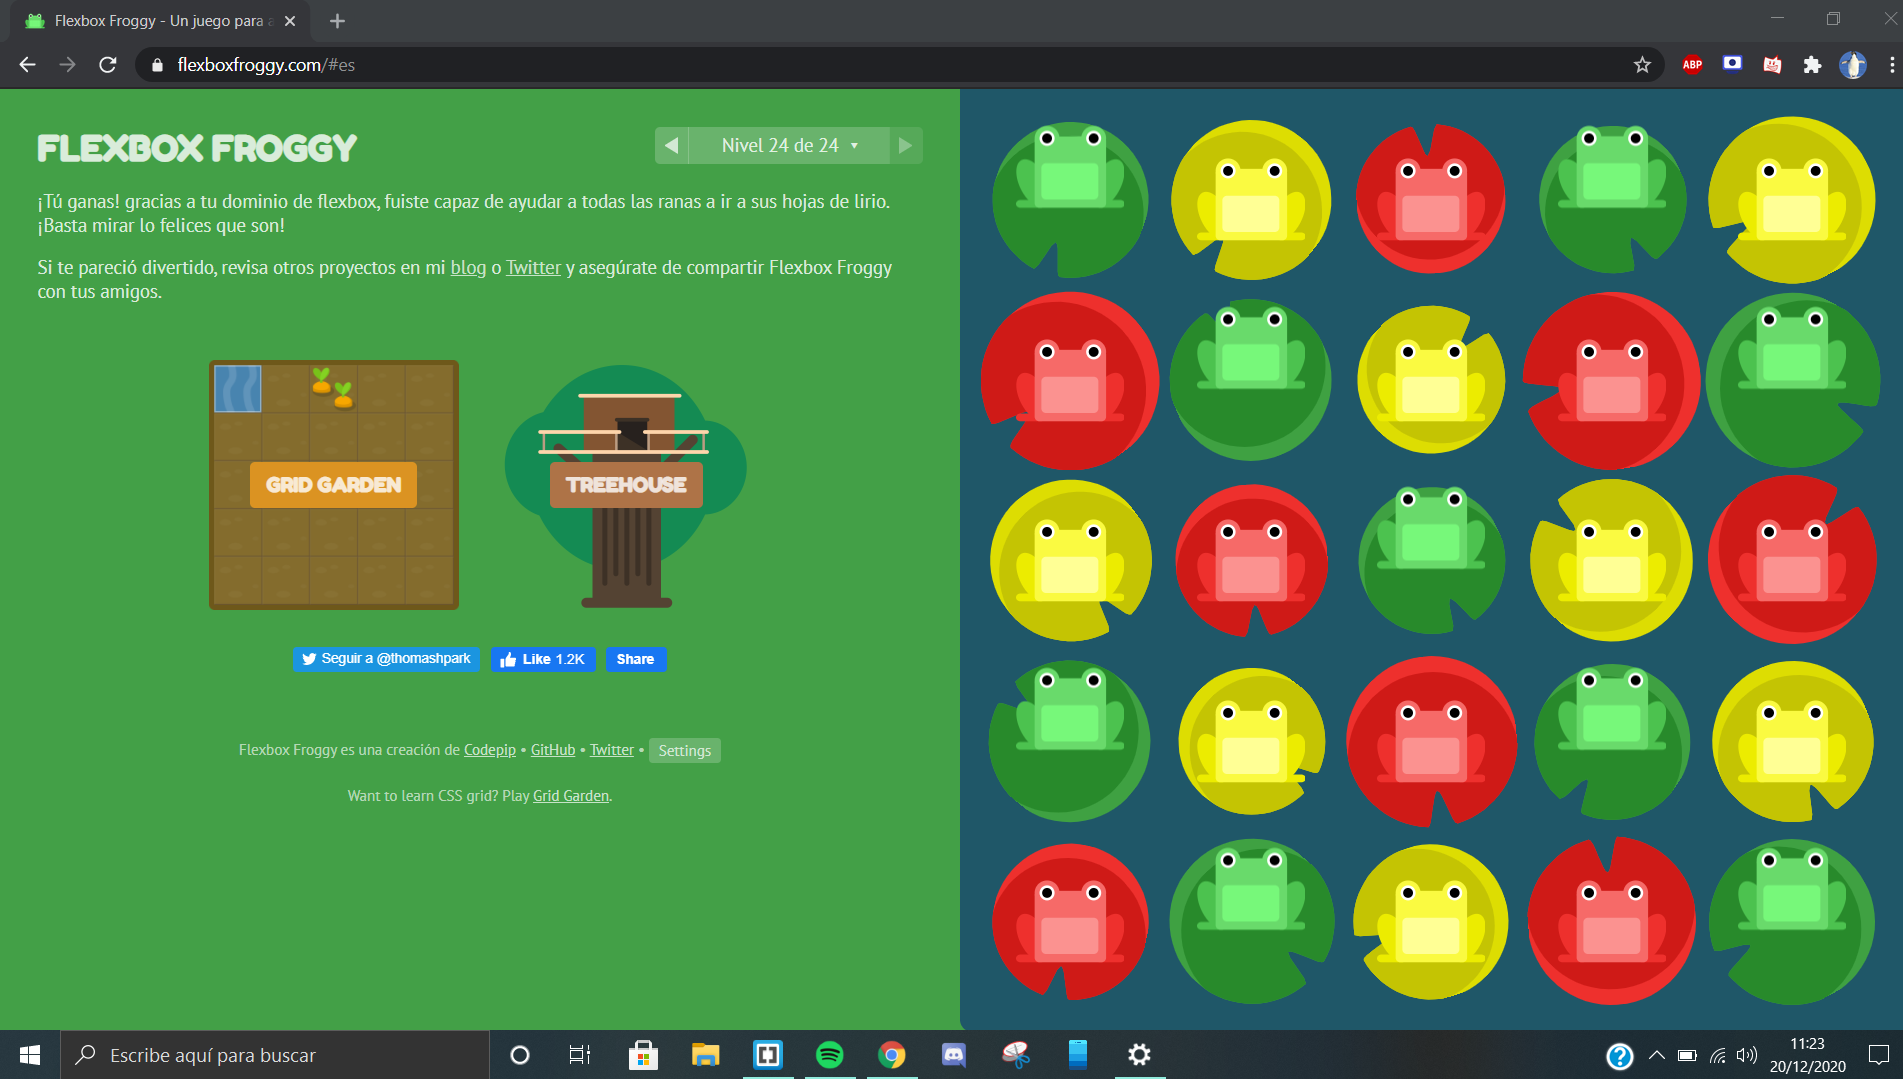 Flexbox Froggy - Un juego para a
flexboxfroggy.com/#es
ABP
FLEXBOX FROGGY
Nivel 24 de 24
¡Tú ganas! gracias a tu dominio de flexbox, fuiste capaz de ayudar a todas las ranas a ir a sus hojas de lirio.
¡Basta mirar lo felices que son!
Si te pareció divertido, revisa otros proyectos en mi blog o Twitter y asegúrate de compartir Flexbox Froggy
con tus amigos.
GRID GARDEN
TREEHOUSE
Seguir a @thomashpark
Like 1.2K
Share
Flexbox Froggy es una creación de Codepip • GitHub • Twitter • Settings
Want to learn CSS grid? Play Grid Garden.
Escribe aquí para buscar
11:23
20/12/2020